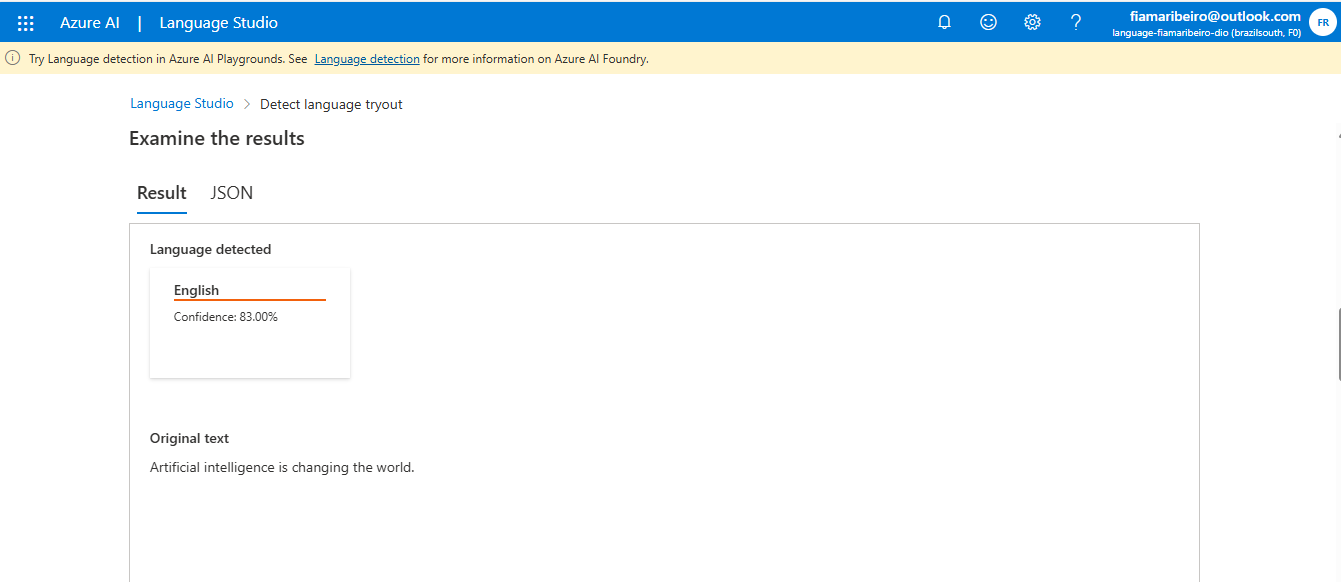 Azure AI | Language Studio
fiamaribeiro@outlook.com
language-fiamaribeiro-dio (brazilsouth, F0)
FR
Try Language detection in Azure AI Playgrounds. See Language detection for more information on Azure AI Foundry.
Language Studio > Detect language tryout
Examine the results
Result JSON
Language detected
English
Confidence: 83.00%
Original text
Artificial intelligence is changing the world.